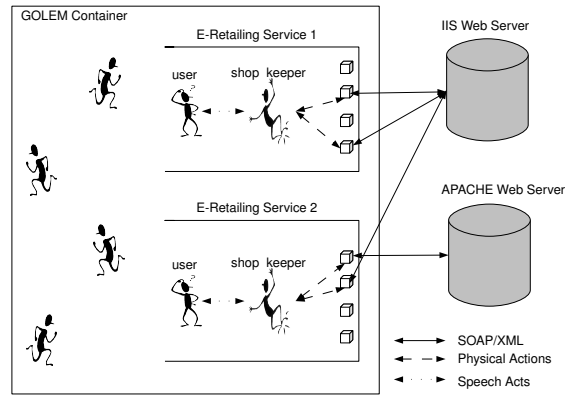 GOLEM Container
E-Retailing Service 1
user
shop keeper
IIS Web Server
E-Retailing Service 2
user
shop keeper
APACHE Web Server
SOAP/XML
Physical Actions
Speech Acts